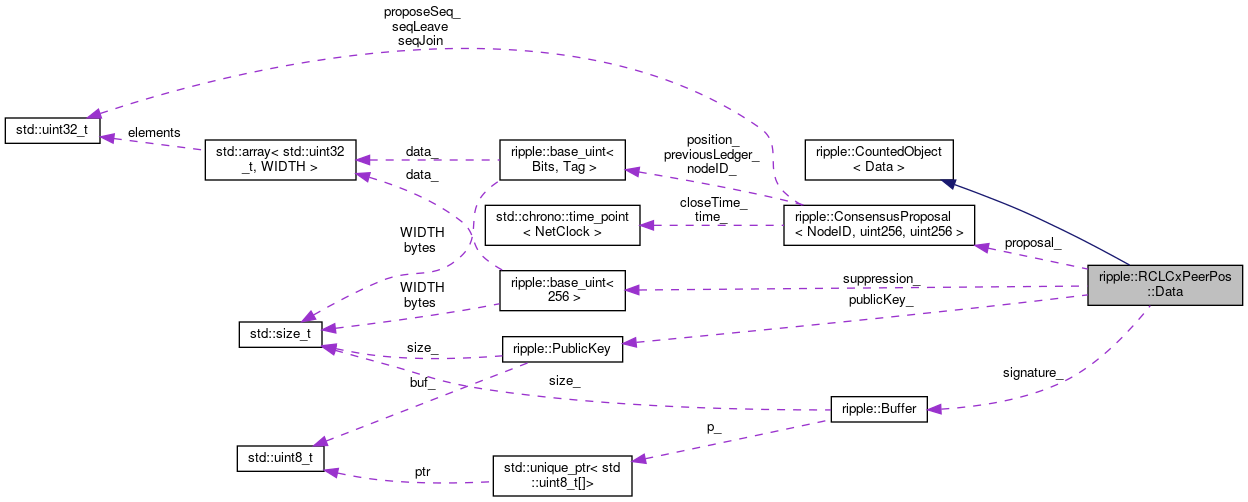 proposeSeq_
seqLeave
seqJoin
std::uint32_t
elements
std::array< std::uint32
_t, WIDTH >
data_
data_
ripple::base_uint<
Bits, Tag >
position_
previousLedger_
nodeID_
ripple::CountedObject
< Data >
std::chrono::time_point
< NetClock >
closeTime_
time_
ripple::ConsensusProposal
< NodeID, uint256, uint256 >
proposal_
WIDTH
bytes
ripple::RCLCxPeerPos
::Data
ripple::base_uint<
256 >
suppression_
WIDTH
bytes
publicKey_
std::size_t
size_
ripple::PublicKey
buf_
size_
signature_
ripple::Buffer
p_
std::uint8_t
ptr
std::unique_ptr< std
::uint8_t[]>